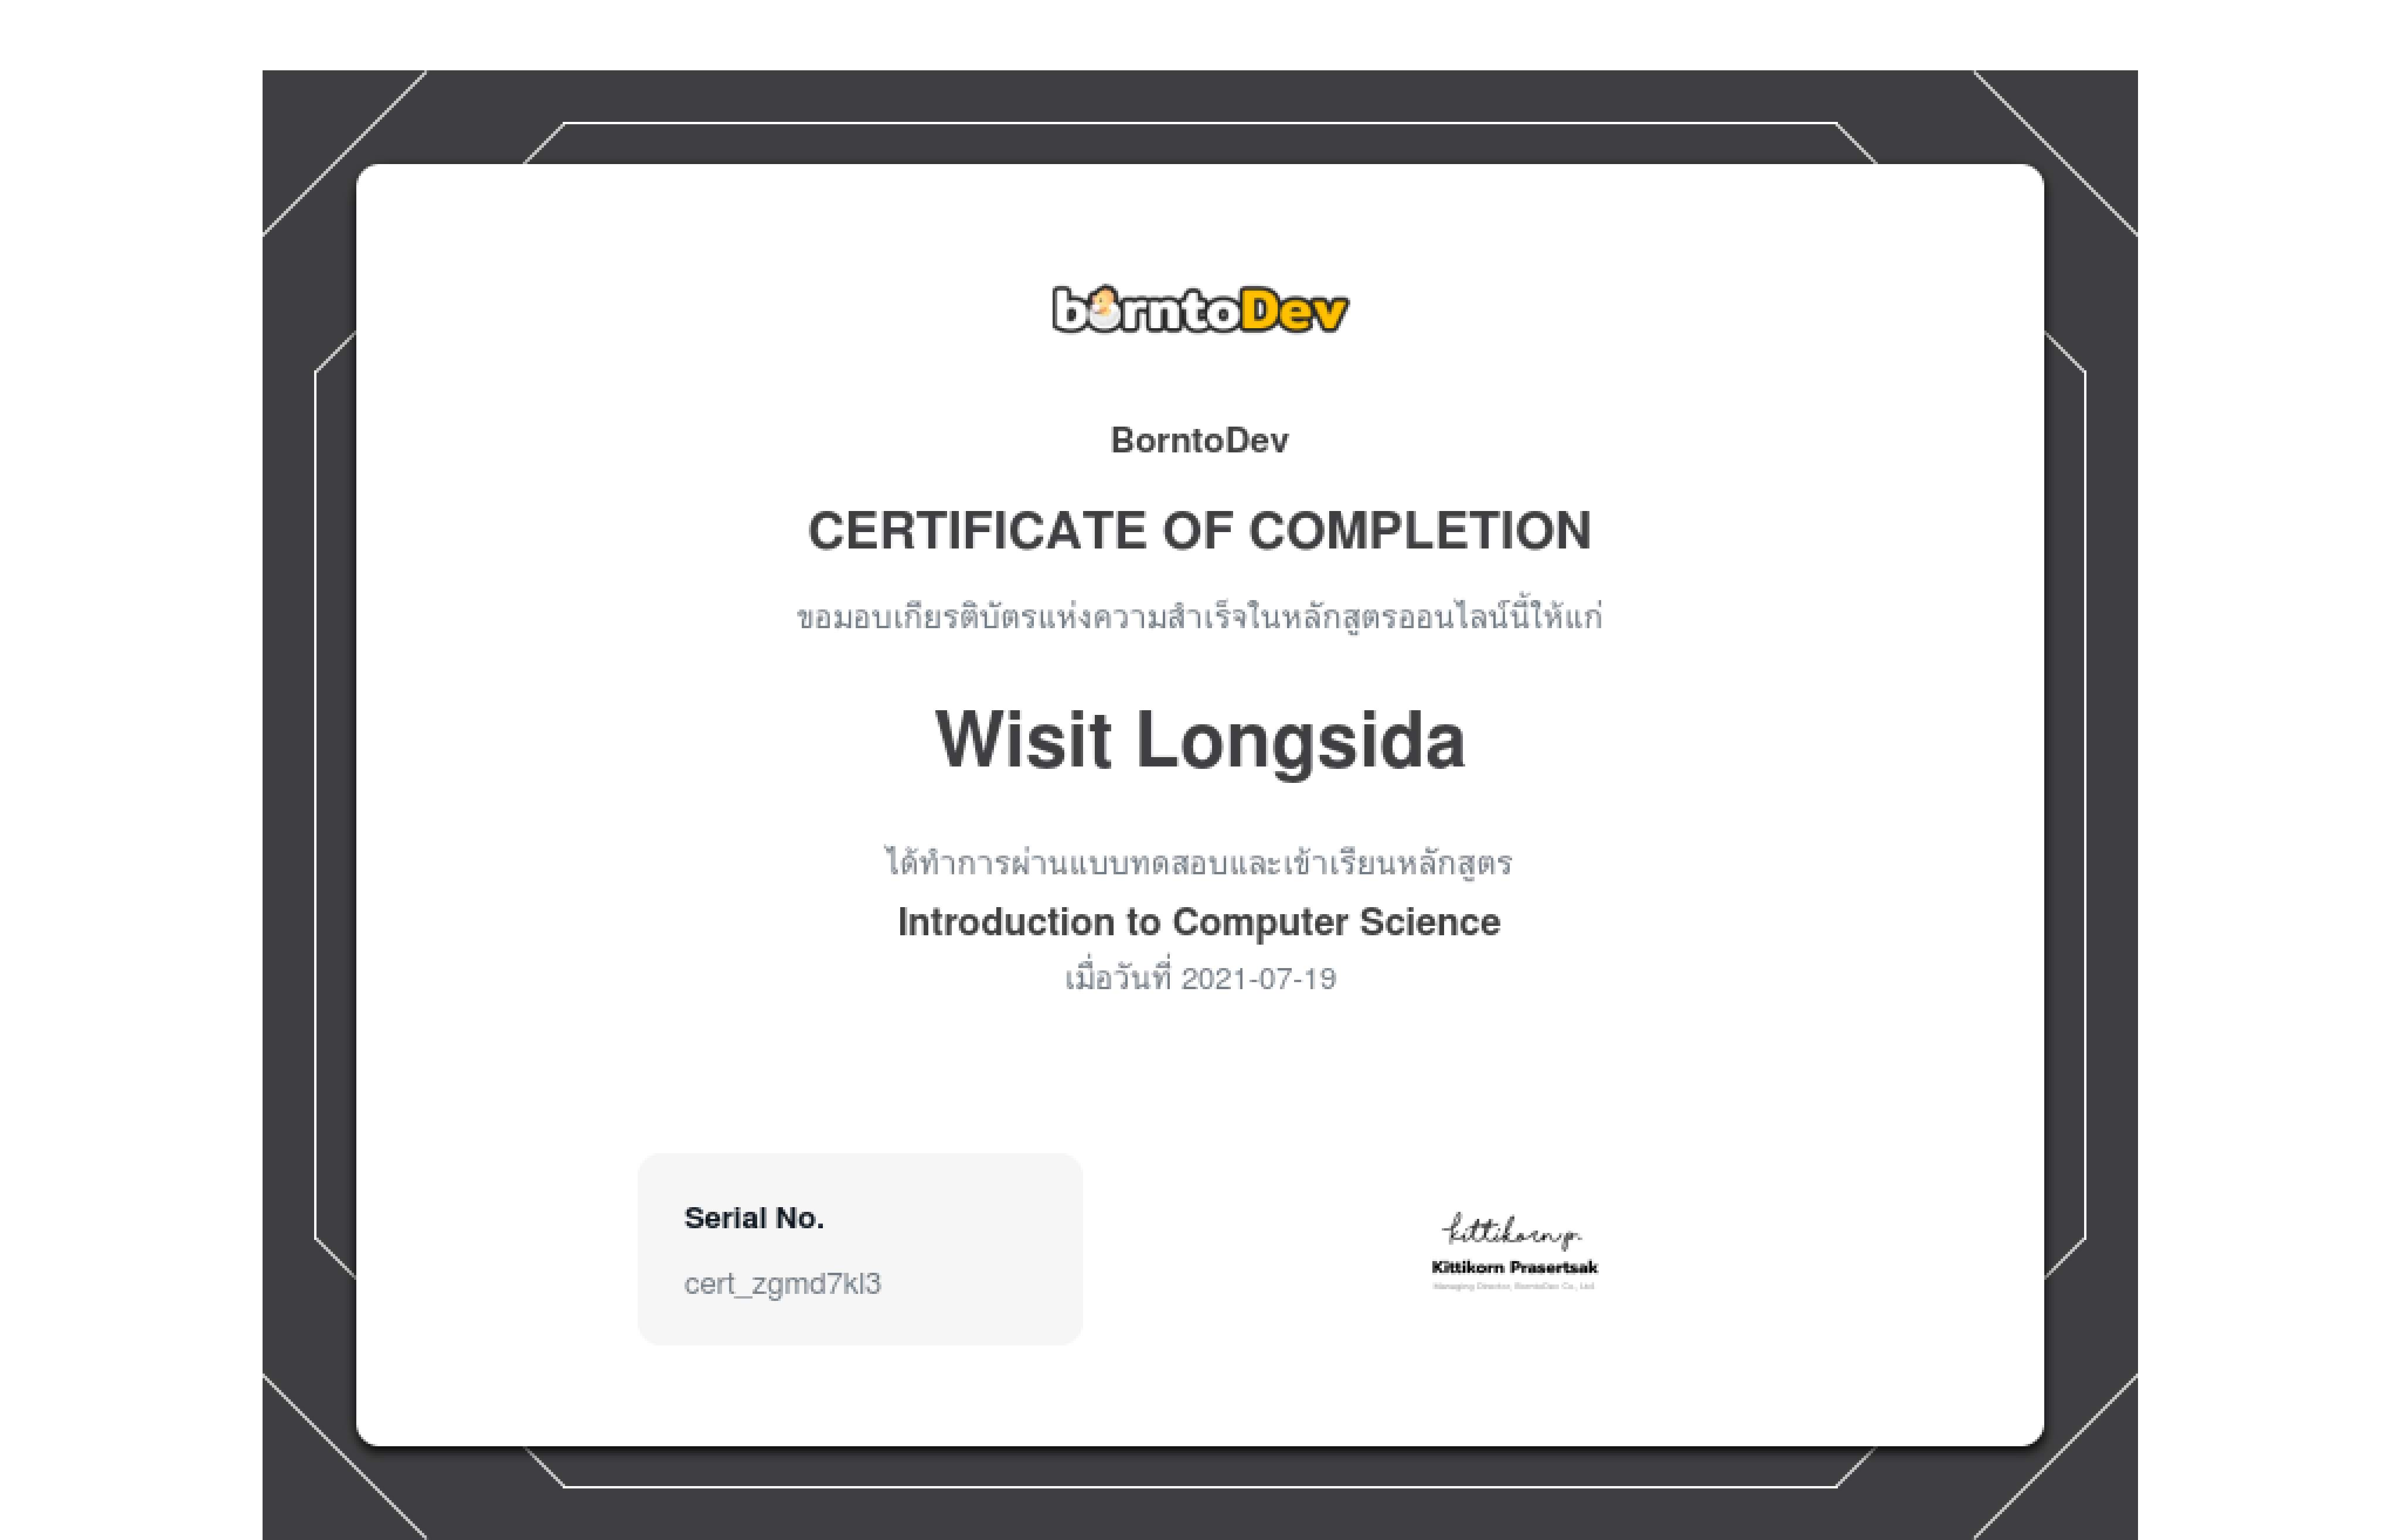 borntoDev
BorntoDev
CERTIFICATE OF COMPLETION
ขอมอบเกียรติบัตรแห่งความสำเร็จในหลักสูตรออนไลน์นี้ให้แก่
Wisit Longsida
ได้ทำการผ่านแบบทดสอบและเข้าเรียนหลักสูตร
Introduction to Computer Science
เมื่อวันที่ 2021-07-19
Serial No.
cert_zgmd7kl3
kittikorn p.
Kittikorn Prasertsak
Managing Director, BorntoDev Co., Ltd.